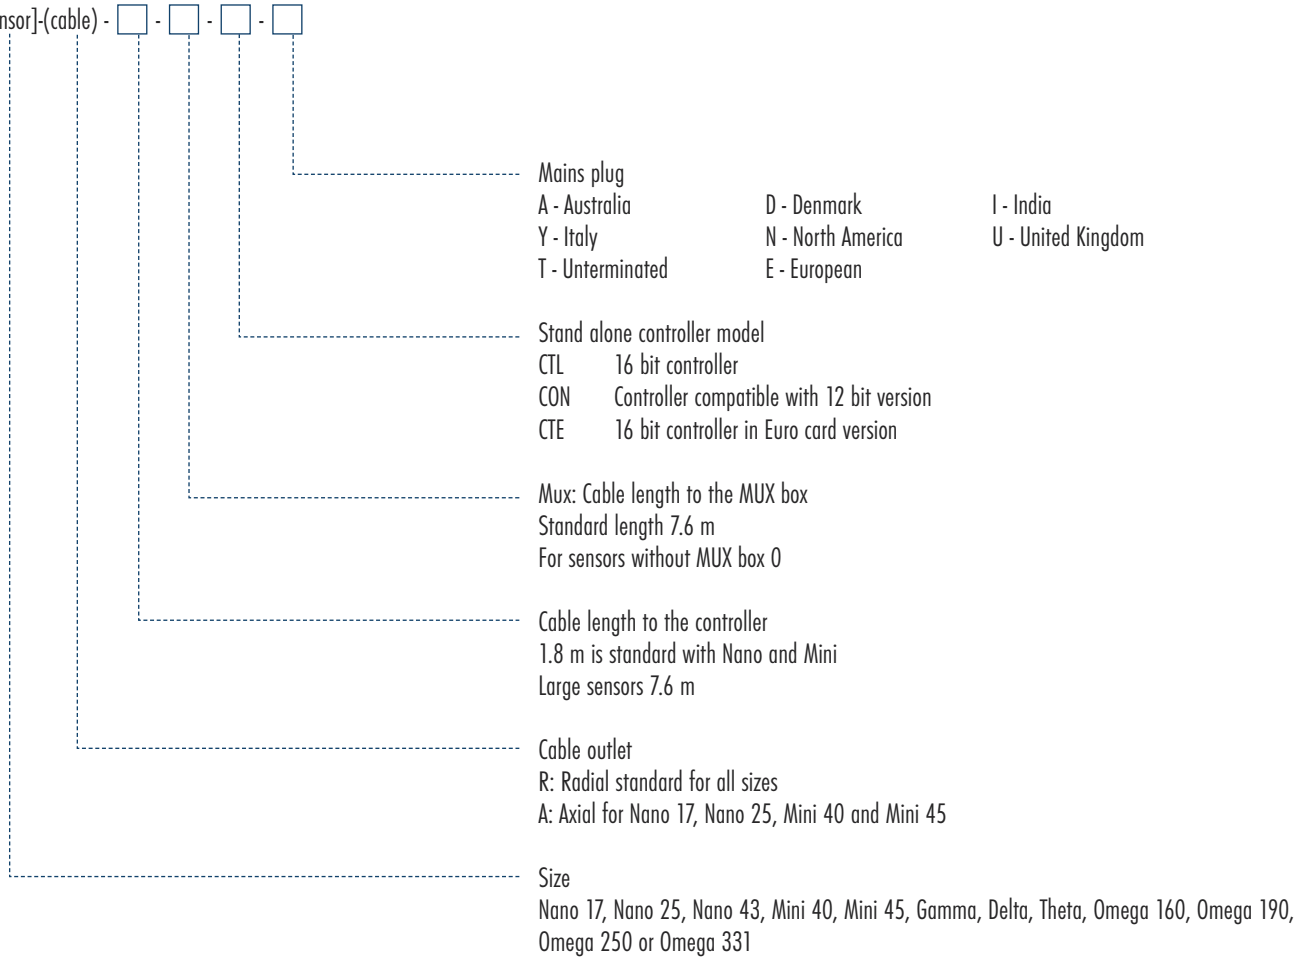 nsor]-(cable) - - - -
Mains plug
A - Australia D - Denmark I - India
Y - Italy N - North America U - United Kingdom
T - Unterminated E - European
Stand alone controller model
CTL 16 bit controller
CON Controller compatible with 12 bit version
CTE 16 bit controller in Euro card version
Mux: Cable length to the MUX box
Standard length 7.6 m
For sensors without MUX box 0
Cable length to the controller
1.8 m is standard with Nano and Mini
Large sensors 7.6 m
Cable outlet
R: Radial standard for all sizes
A: Axial for Nano 17, Nano 25, Mini 40 and Mini 45
Size
Nano 17, Nano 25, Nano 43, Mini 40, Mini 45, Gamma, Delta, Theta, Omega 160, Omega 190,
Omega 250 or Omega 331